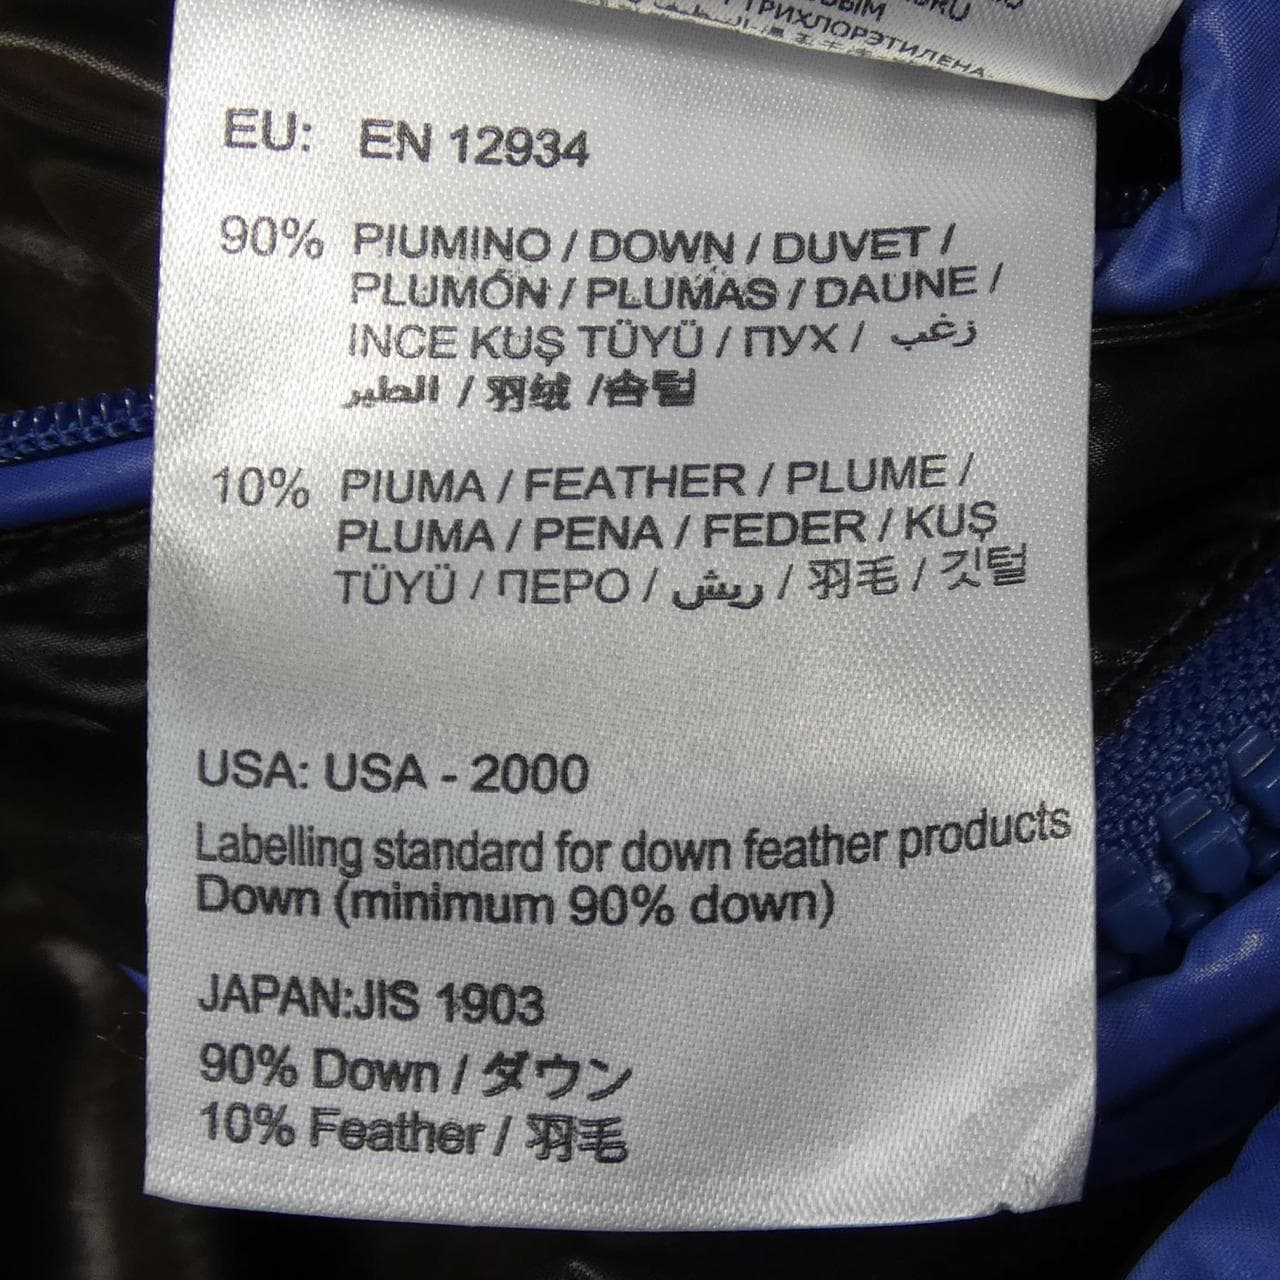 ТРИХЛОРЭТИЛЕНА
EU: EN 12934
90% PIUMINO / DOWN / DUVET /
PLUMÓN / PLUMAS / DAUNE /
INCE KUŞ TÜYÜ / ПУХ / زغب
الطير / 羽绒 /솜털
10% PIUMA / FEATHER / PLUME /
PLUMA / PENA / FEDER / KUŞ
TÜYÜ / ПЕРО / ريش / 羽毛 / 깃털
USA: USA - 2000
Labelling standard for down feather products
Down (minimum 90% down)
JAPAN:JIS 1903
90% Down / ダウン
10% Feather / 羽毛